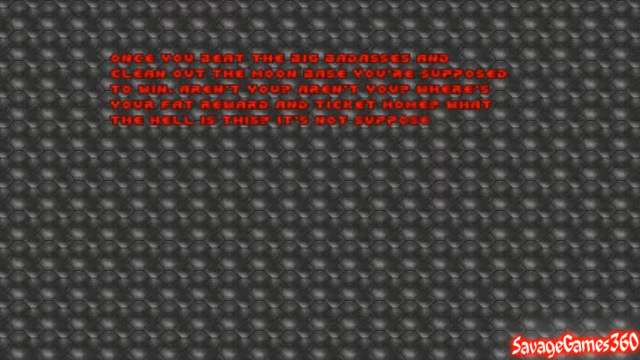 ONCE YOU BEAT THE BIG BADASSES AND
CLEAN OUT THE MOON BASE YOU'RE SUPPOSED
TO WIN, AREN'T YOU? AREN'T YOU? WHERE'S
YOUR FAT REWARD AND TICKET HOME? WHAT
THE HELL IS THIS? IT'S NOT SUPPOSE
SavageGames360